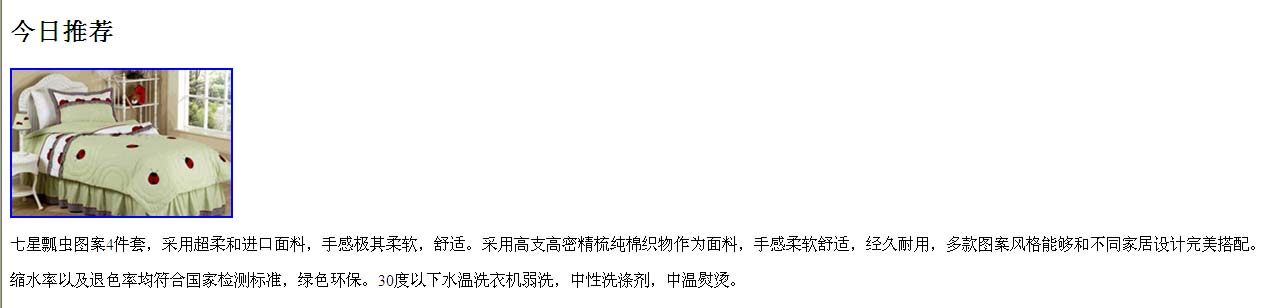 今日推荐
七星瓢虫图案4件套，采用超柔和进口面料，手感极其柔软，舒适。采用高支高密精梳纯棉织物作为面料，手感柔软舒适，经久耐用，多款图案风格能够和不同家居设计完美搭配。
缩水率以及退色率均符合国家检测标准，绿色环保。30度以下水温洗衣机弱洗，中性洗涤剂，中温熨烫。